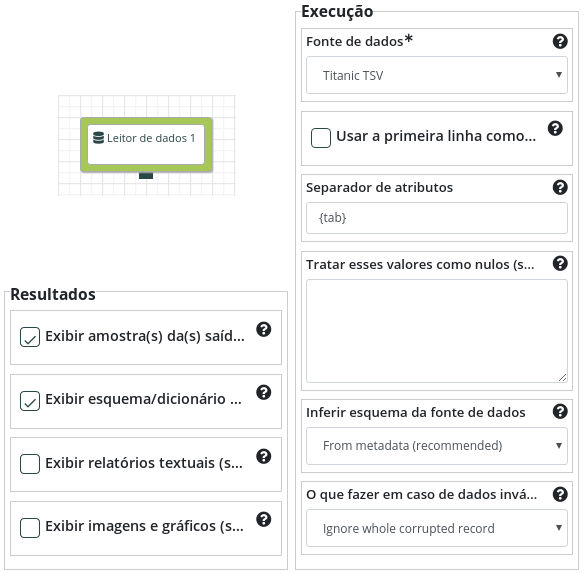 Leitor de dados 1
Resultados
Exibir amostra(s) da(s) saíd...
Exibir esquema/dicionário ...
Exibir relatórios textuais (s...
Exibir imagens e gráficos (s...
Execução
Fonte de dados*
Titanic TSV
Usar a primeira linha como...
Separador de atributos
{tab}
Tratar esses valores como nulos (s...
Inferir esquema da fonte de dados
From metadata (recommended)
O que fazer em caso de dados invá...
Ignore whole corrupted record